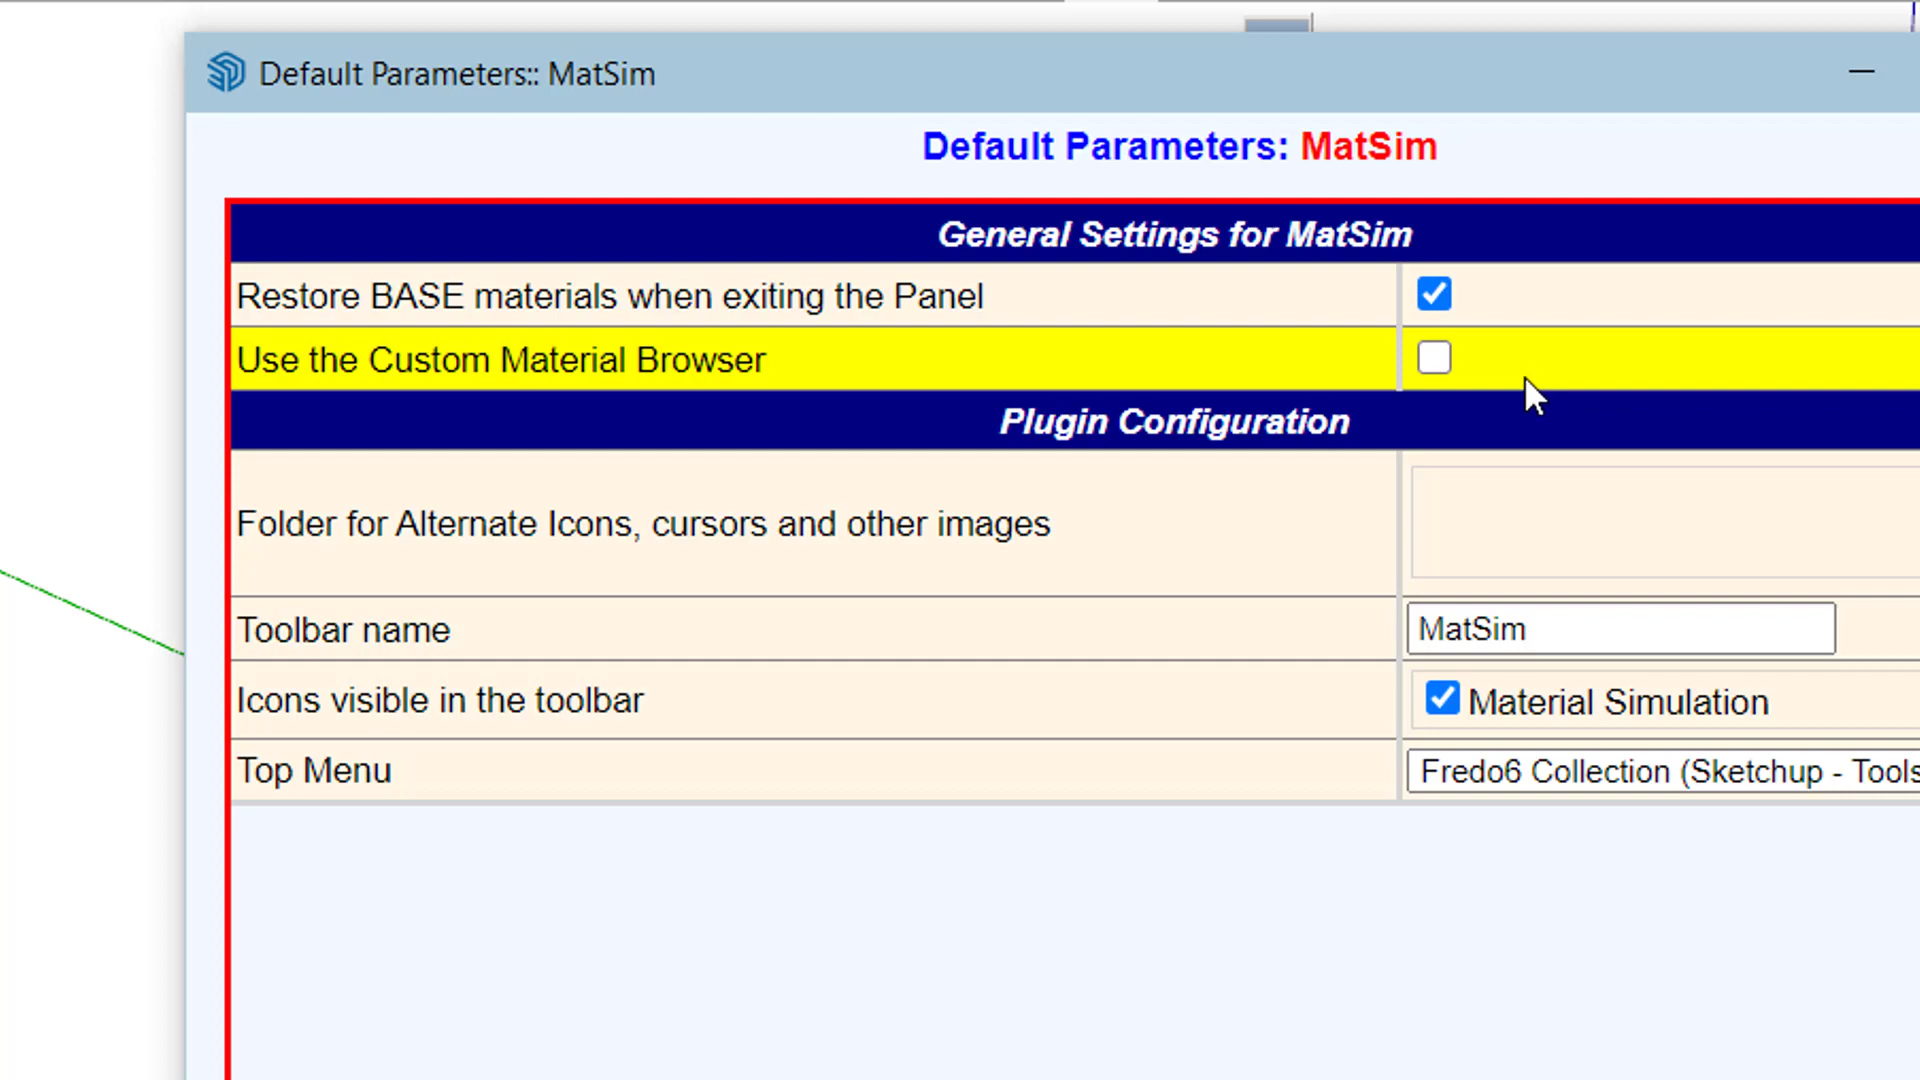 Default Parameters:: MatSim
Default Parameters: MatSim
General Settings for MatSim
Restore BASE materials when exiting the Panel
Use the Custom Material Browser
Plugin Configuration
Folder for Alternate Icons, cursors and other images
Toolbar name
MatSim
Icons visible in the toolbar
Material Simulation
Top Menu
Fredo6 Collection (Sketchup - Tools